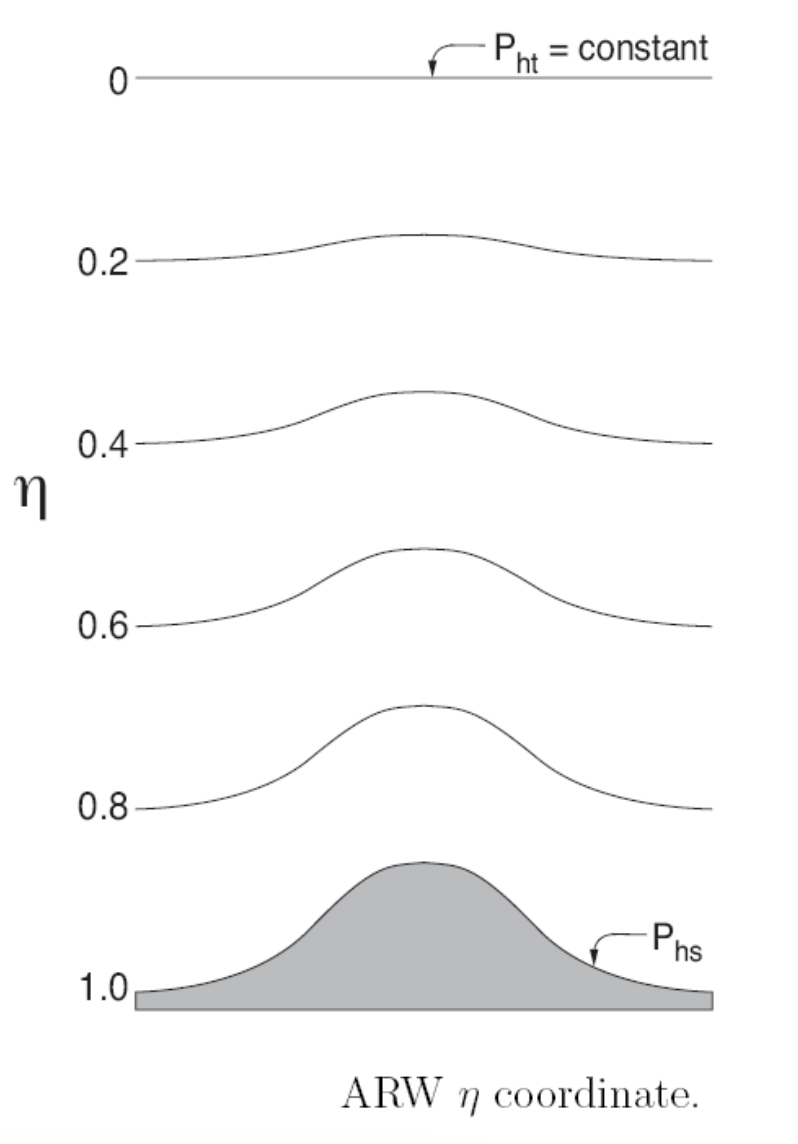 P_ht = constant
0
0.2
0.4
η
0.6
0.8
P_hs
1.0
ARW η coordinate.